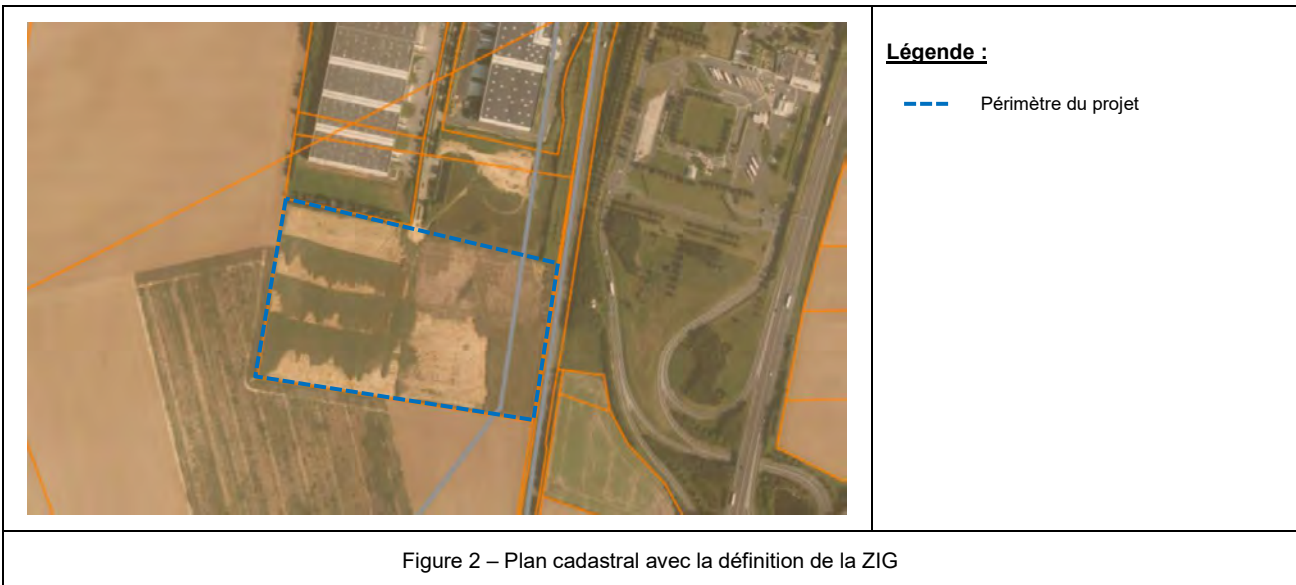 Légende :
Périmètre du projet
Figure 2 – Plan cadastral avec la définition de la ZIG